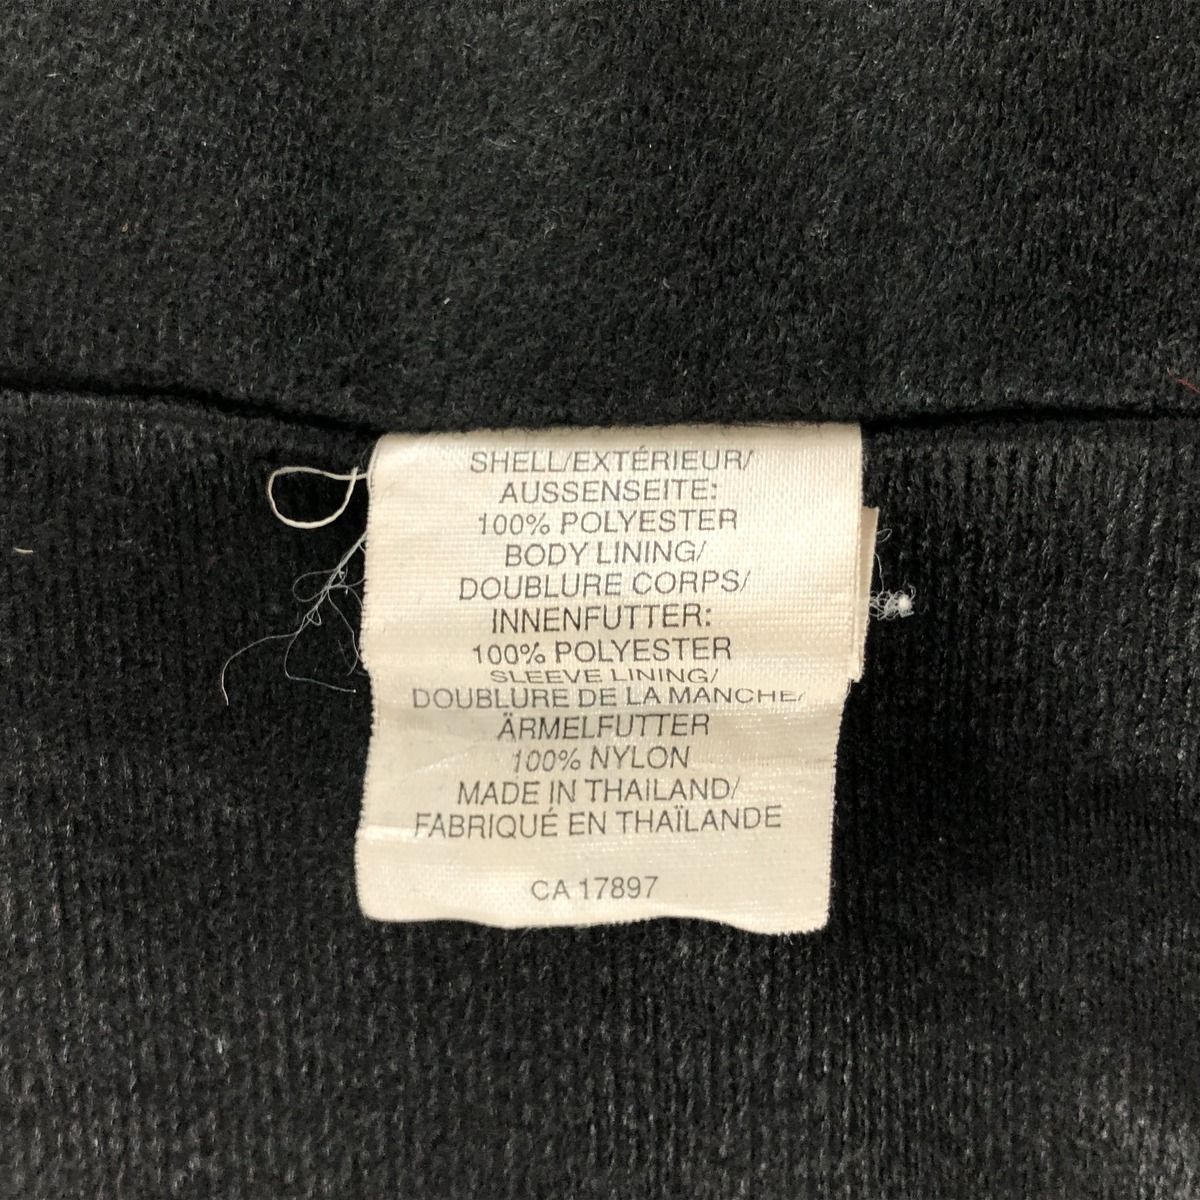 SHELL/EXTÉRIEUR/
AUSSENSEITE:
100% POLYESTER
BODY LINING/
DOUBLURE CORPS/
INNENFUTTER:
100% POLYESTER
SLEEVE LINING/
DOUBLURE DE LA MANCHE/
ÄRMELFUTTER
100% NYLON
MADE IN THAILAND/
FABRIQUÉ EN THAÏLANDE
CA 17897